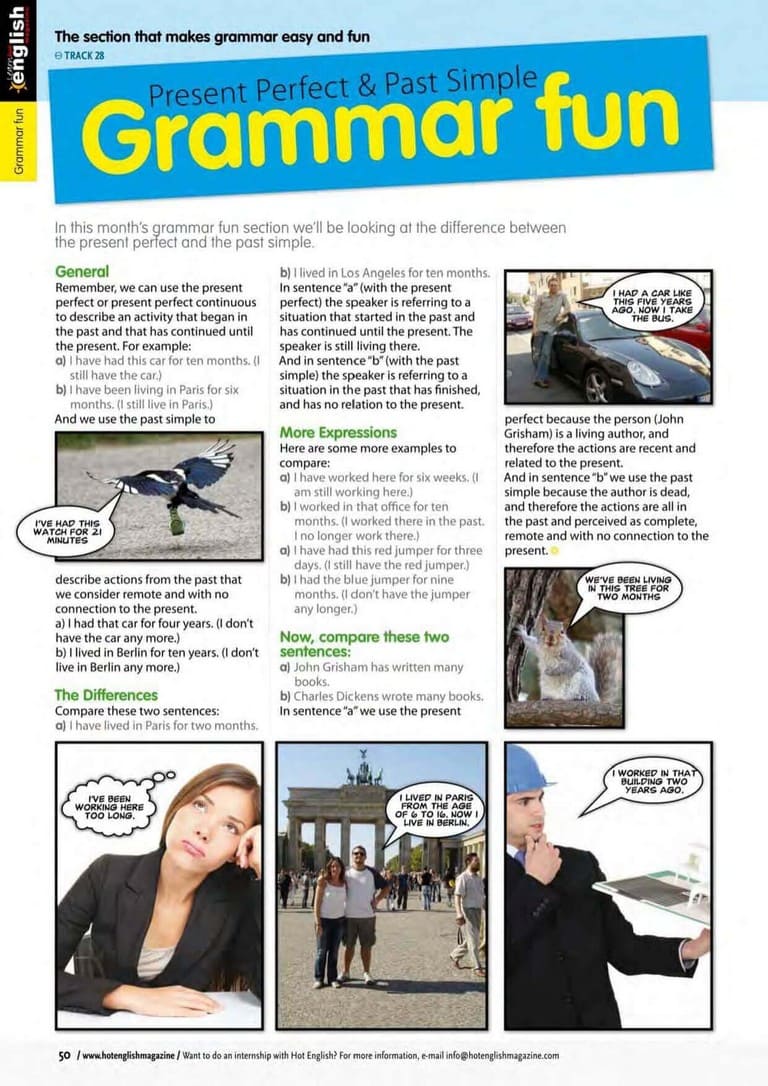 Learn hot
english
magazine
Grammar fun
The section that makes grammar easy and fun
TRACK 28
Present Perfect & Past Simple
Grammar fun
In this month's grammar fun section we'll be looking at the difference between
the present perfect and the past simple.
General
Remember, we can use the present
perfect or present perfect continuous
to describe an activity that began in
the past and that has continued until
the present. For example:
a) I have had this car for ten months. (I
still have the car.)
b) I have been living in Paris for six
months. (I still live in Paris.)
And we use the past simple to
I'VE HAD THIS
WATCH FOR 21
MINUTES
describe actions from the past that
we consider remote and with no
connection to the present.
a) I had that car for four years. (I don't
have the car any more.)
b) I lived in Berlin for ten years. (I don't
live in Berlin any more.)
The Differences
Compare these two sentences:
a) I have lived in Paris for two months.
b) I lived in Los Angeles for ten months.
In sentence "a" (with the present
perfect) the speaker is referring to a
situation that started in the past and
has continued until the present. The
speaker is still living there.
And in sentence "b" (with the past
simple) the speaker is referring to a
situation in the past that has finished,
and has no relation to the present.
More Expressions
Here are some more examples to
compare:
a) I have worked here for six weeks. (I
am still working here.)
b) I worked in that office for ten
months. (I worked there in the past.
I no longer work there.)
a) I have had this red jumper for three
days. (I still have the red jumper.)
b) I had the blue jumper for nine
months. (I don't have the jumper
any longer.)
Now, compare these two
sentences:
a) John Grisham has written many
books.
b) Charles Dickens wrote many books.
In sentence "a" we use the present
I HAD A CAR LIKE
THIS FIVE YEARS
AGO. NOW I TAKE
THE BUS.
perfect because the person (John
Grisham) is a living author, and
therefore the actions are recent and
related to the present.
And in sentence "b" we use the past
simple because the author is dead,
and therefore the actions are all in
the past and perceived as complete,
remote and with no connection to the
present.
WE'VE BEEN LIVING
IN THIS TREE FOR
TWO MONTHS
I'VE BEEN
WORKING HERE
TOO LONG.
I LIVED IN PARIS
FROM THE AGE
OF 6 TO 16. NOW I
LIVE IN BERLIN.
I WORKED IN THAT
BUILDING TWO
YEARS AGO.
50 / www.hotenglishmagazine / Want to do an internship with Hot English? For more information, e-mail info@hotenglishmagazine.com